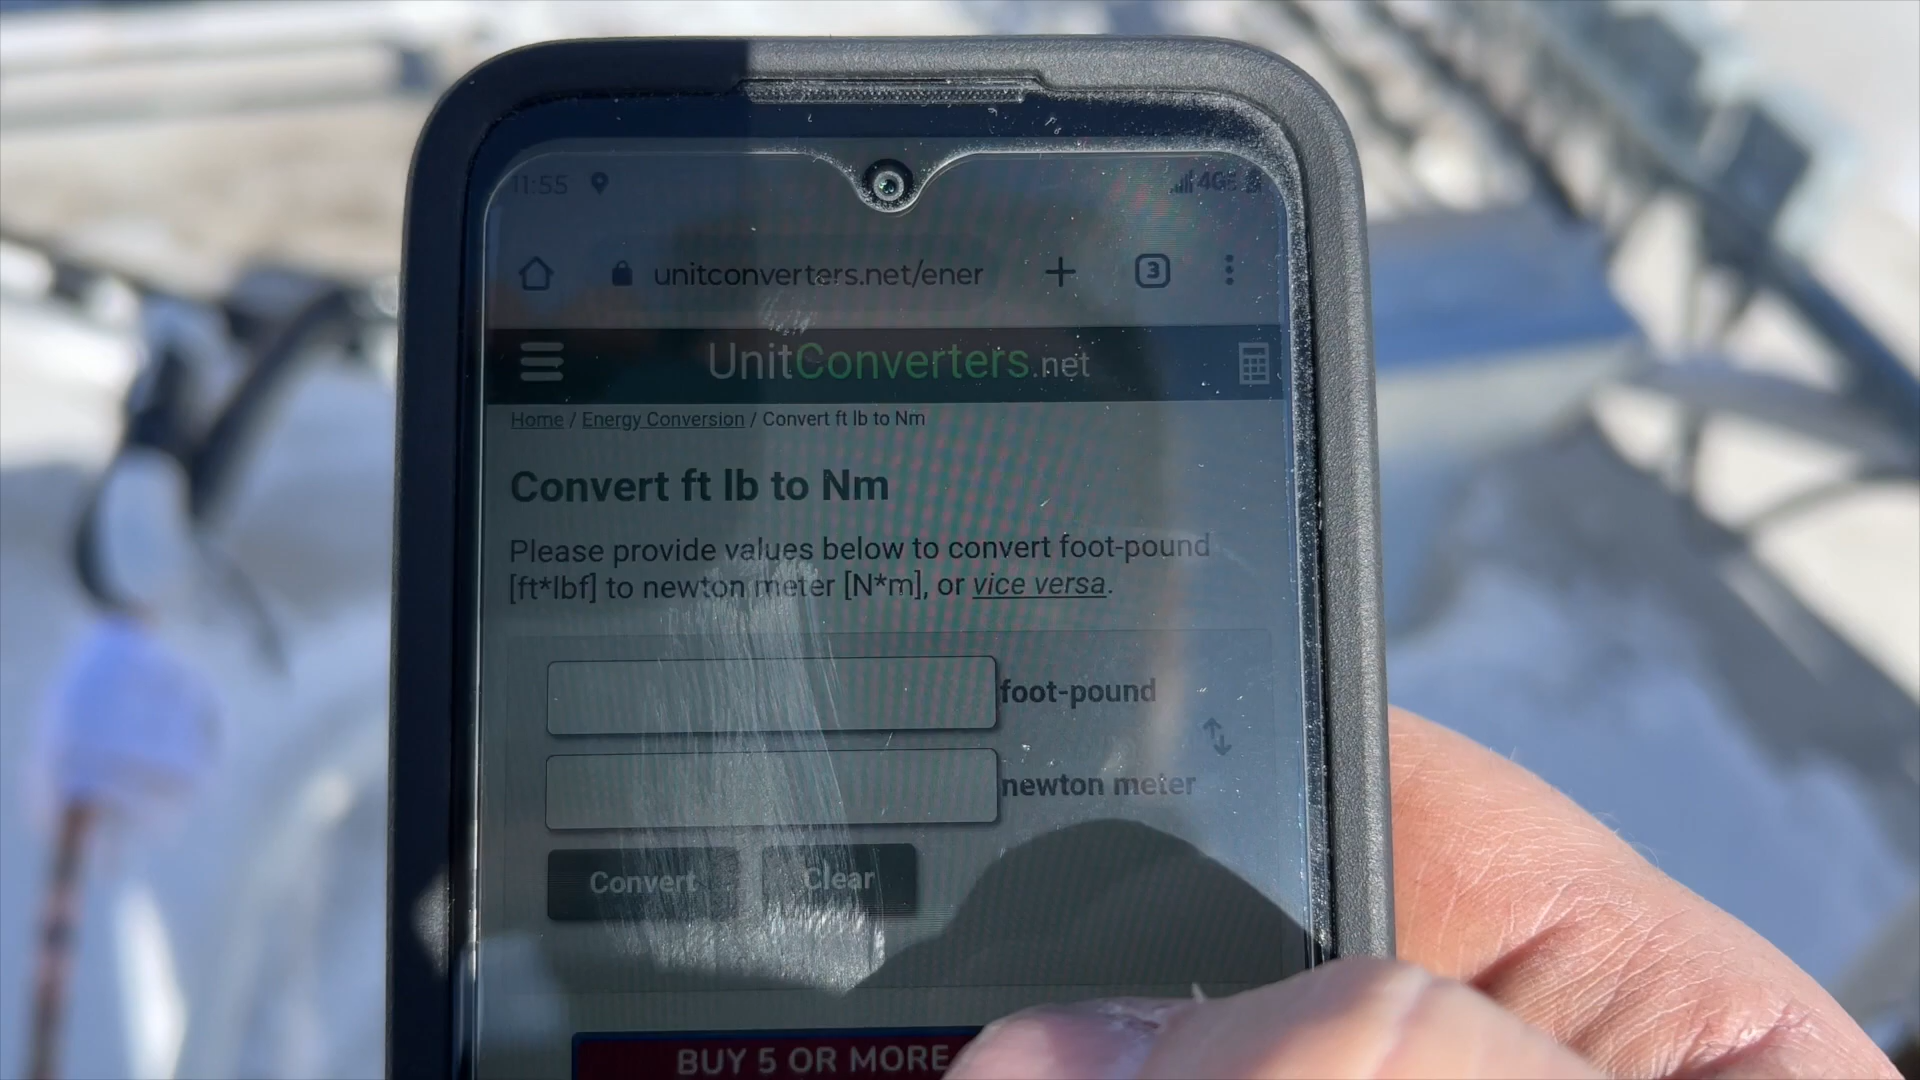 11:55 4GE
unitconverters.net/ener 3
UnitConverters.net
Home / Energy Conversion / Convert ft lb to Nm
Convert ft lb to Nm
Please provide values below to convert foot-pound
[ft*lbf] to newton meter [N*m], or vice versa.
foot-pound
newton meter
Convert Clear
BUY 5 OR MORE